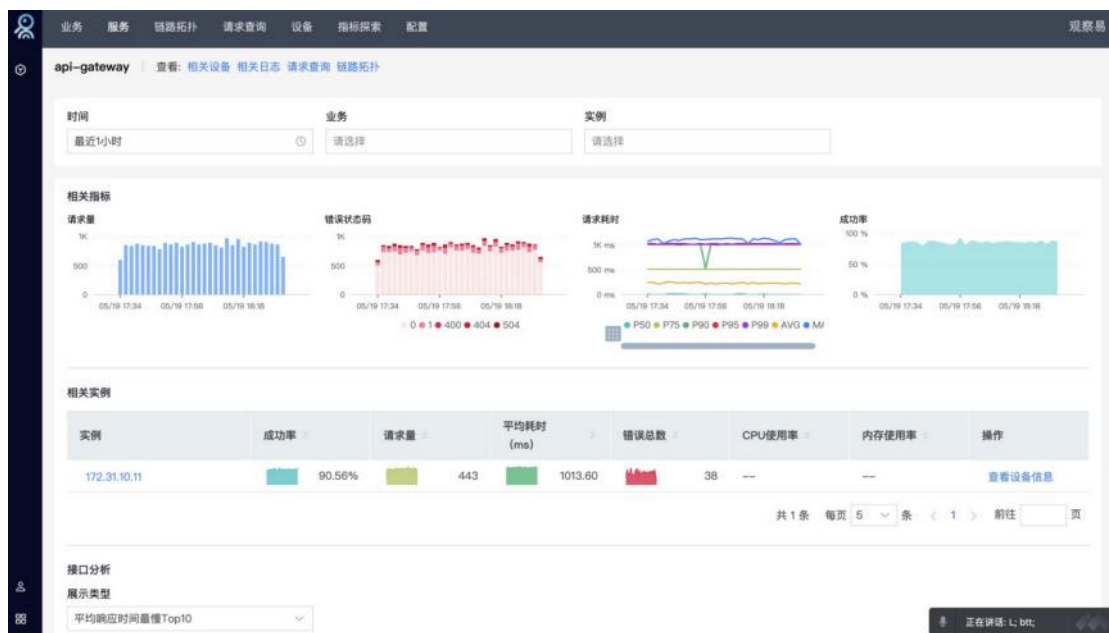 业务 服务 链路拓扑 请求查询 设备 指标探索 配置 观察易
api-gateway 查看: 相关设备 相关日志 请求查询 链路拓扑
时间 业务 实例
最近1小时 请选择 请选择
相关指标
请求量 错误状态码 请求耗时 成功率
1K 1K 1K ms 100 %
500 500 500 ms 50 %
0 0 0 ms 0 %
05/19 17:34 05/19 17:56 05/19 18:18 05/19 17:34 05/19 17:56 05/19 18:18 05/19 17:34 05/19 17:56 05/19 18:18 05/19 17:34 05/19 17:56 05/19 18:18
0 1 400 404 504 P50 P75 P90 P95 P99 AVG
相关实例
实例 成功率 请求量 平均耗时 (ms) 错误总数 CPU使用率 内存使用率 操作
172.31.10.11 90.56% 443 1013.60 38 -- -- 查看设备信息
共 1 条 每页 5 条 < 1 > 前往 页
接口分析
展示类型
平均响应时间最慢Top10
正在讲话: L; btt;